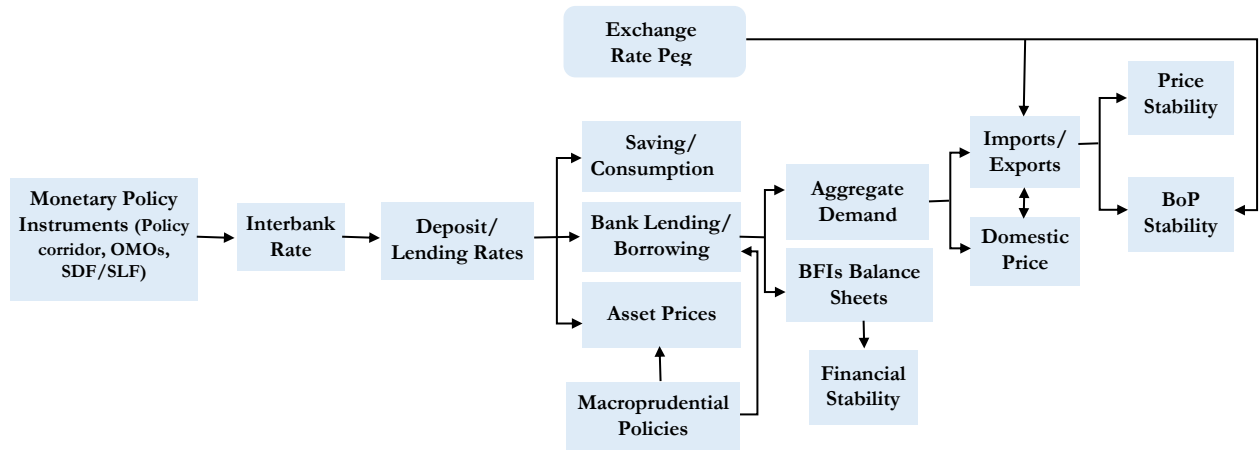 Exchange
Rate Peg
Price
Stability
Saving/
Consumption
Imports/
Exports
Monetary Policy
Instruments (Policy
corridor, OMOs,
SDF/SLF)
Interbank
Rate
Deposit/
Lending Rates
Bank Lending/
Borrowing
Aggregate
Demand
BoP
Stability
Domestic
Price
BFIs Balance
Sheets
Asset Prices
Financial
Stability
Macroprudential
Policies